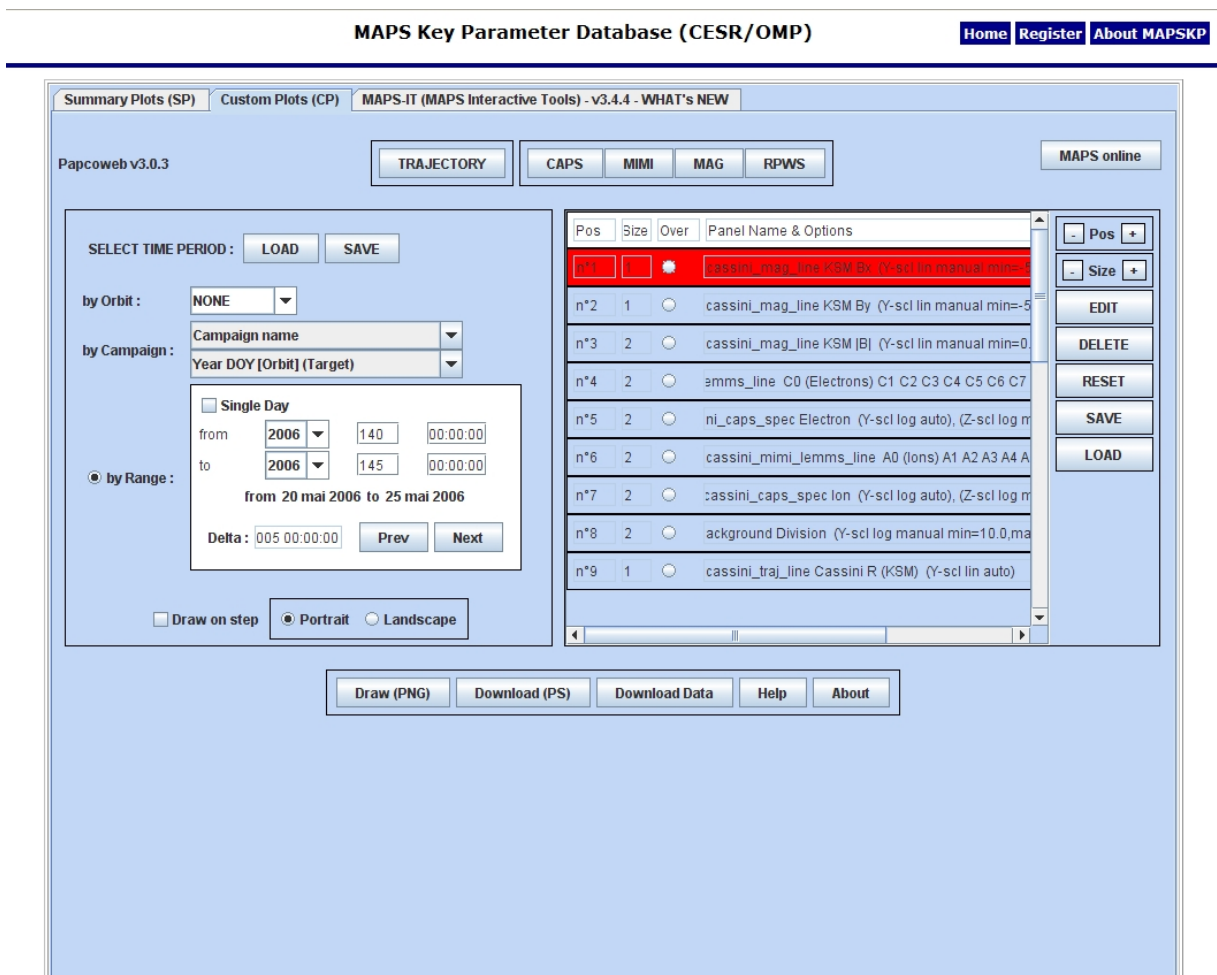 MAPS Key Parameter Database (CESR/OMP)
Home Register About MAPSKP
Summary Plots (SP) Custom Plots (CP) MAPS-IT (MAPS Interactive Tools) - v3.4.4 - WHAT's NEW
Papcoweb v3.0.3
TRAJECTORY CAPS MIMI MAG RPWS
MAPS online
SELECT TIME PERIOD : LOAD SAVE
by Orbit : NONE
by Campaign : Campaign name
Year DOY [Orbit] (Target)
Single Day
from 2006 140 00:00:00
to 2006 145 00:00:00
by Range :
from 20 mai 2006 to 25 mai 2006
Delta : 005 00:00:00 Prev Next
Draw on step Portrait Landscape
Pos Size Over Panel Name & Options
n°1 1 cassini_mag_line KSM Bx (Y-scl lin manual min=-5
n°2 1 cassini_mag_line KSM By (Y-scl lin manual min=-5
n°3 2 cassini_mag_line KSM |B| (Y-scl lin manual min=0.
n°4 2 emms_line C0 (Electrons) C1 C2 C3 C4 C5 C6 C7
n°5 2 ni_caps_spec Electron (Y-scl log auto), (Z-scl log m
n°6 2 cassini_mimi_lemms_line A0 (Ions) A1 A2 A3 A4 A
n°7 2 cassini_caps_spec Ion (Y-scl log auto), (Z-scl log m
n°8 2 ackground Division (Y-scl log manual min=10.0,ma
n°9 1 cassini_traj_line Cassini R (KSM) (Y-scl lin auto)
- Pos +
- Size +
EDIT
DELETE
RESET
SAVE
LOAD
Draw (PNG) Download (PS) Download Data Help About